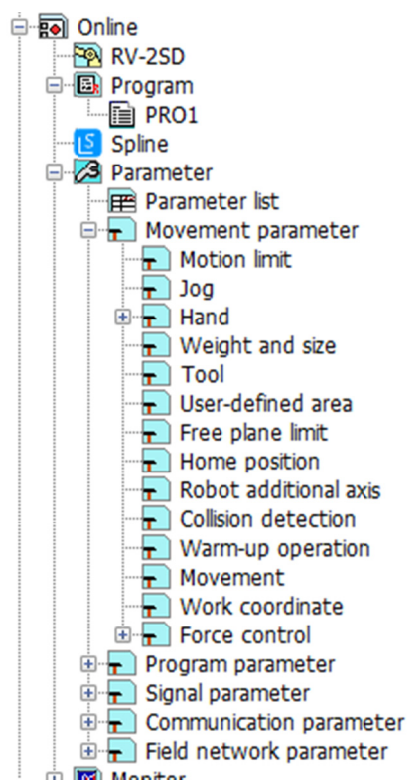 Online
RV-2SD
Program
PRO1
Spline
Parameter
Parameter list
Movement parameter
Motion limit
Jog
Hand
Weight and size
Tool
User-defined area
Free plane limit
Home position
Robot additional axis
Collision detection
Warm-up operation
Movement
Work coordinate
Force control
Program parameter
Signal parameter
Communication parameter
Field network parameter
Monitor